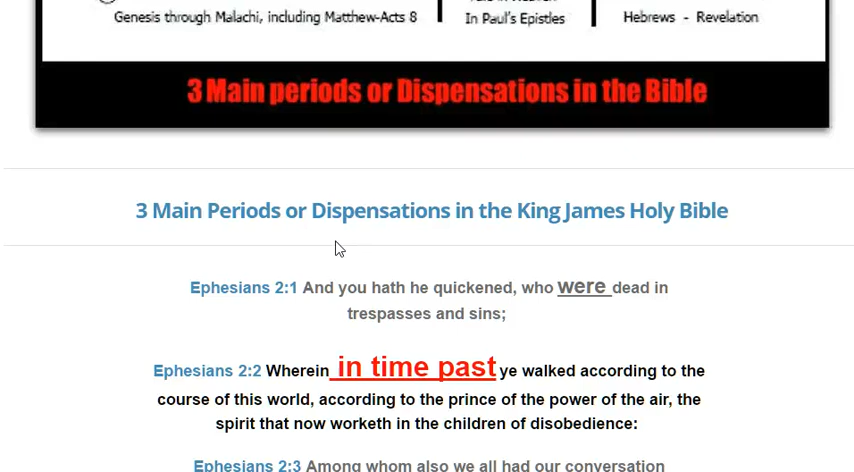 Genesis through Malachi, including Matthew-Acts 8
In Paul's Epistles
Hebrews - Revelation
3 Main periods or Dispensations in the Bible
3 Main Periods or Dispensations in the King James Holy Bible
Ephesians 2:1 And you hath he quickened, who were dead in
trespasses and sins;
Ephesians 2:2 Wherein in time past ye walked according to the
course of this world, according to the prince of the power of the air, the
spirit that now worketh in the children of disobedience:
Ephesians 2:3 Among whom also we all had our conversation